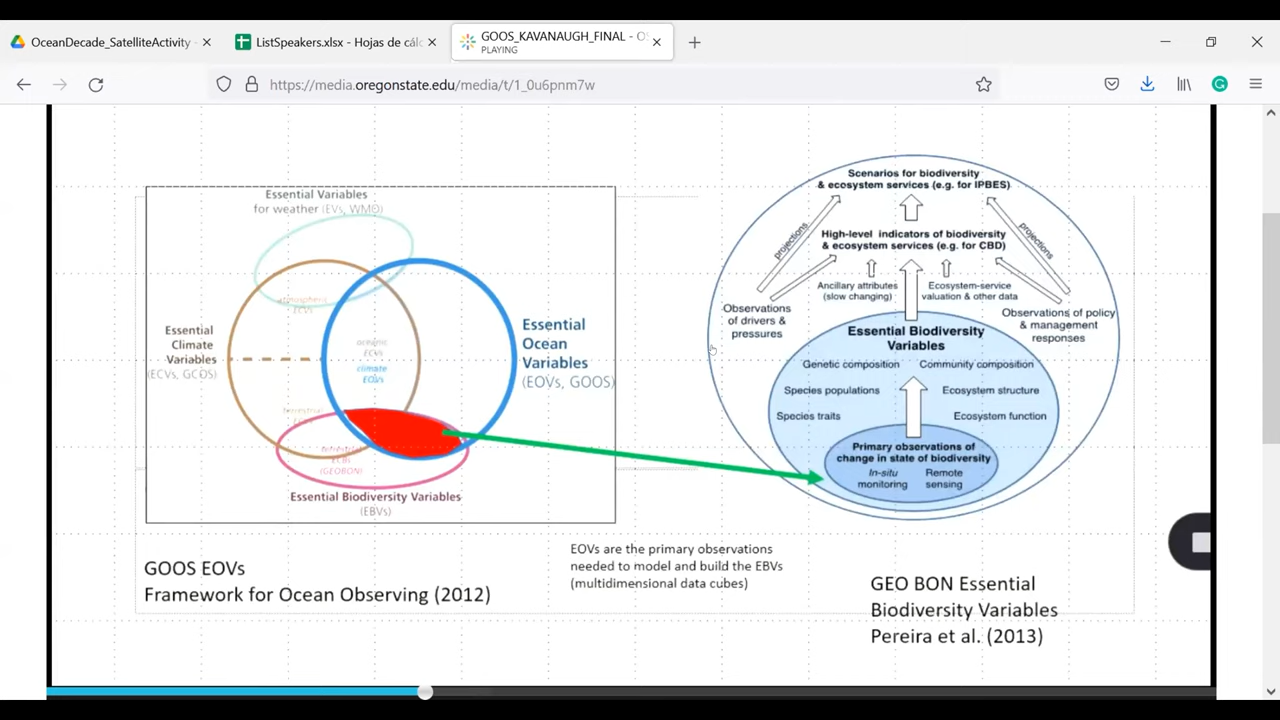 OceanDecade_SatelliteActivity -
ListSpeakers.xlsx - Hojas de cálc
GOOS_KAVANAUGH_FINAL - OS
PLAYING
https://media.oregonstate.edu/media/t/1_0u6pnm7w
Essential Variables
for weather (EVs, WMO)
Essential
Climate
Variables
(ECVs, GCOS)
atmospheric
ECVs
oceanic
ECVs
climate
EOVs
Essential
Ocean
Variables
(EOVs, GOOS)
(GEOBON)
Essential Biodiversity Variables
(EBVs)
GOOS EOVs
Framework for Ocean Observing (2012)
EOVs are the primary observations
needed to model and build the EBVs
(multidimensional data cubes)
Scenarios for biodiversity
& ecosystem services (e.g. for IPBES)
projections
projections
High-level indicators of biodiversity
& ecosystem services (e.g. for CBD)
Ancillary attributes
(slow changing)
Ecosystem-service
valuation & other data
Observations
of drivers &
pressures
Observations of policy
& management
responses
Essential Biodiversity
Variables
Genetic composition
Community composition
Species populations
Ecosystem structure
Species traits
Ecosystem function
Primary observations of
change in state of biodiversity
In-situ
monitoring
Remote
sensing
GEO BON Essential
Biodiversity Variables
Pereira et al. (2013)